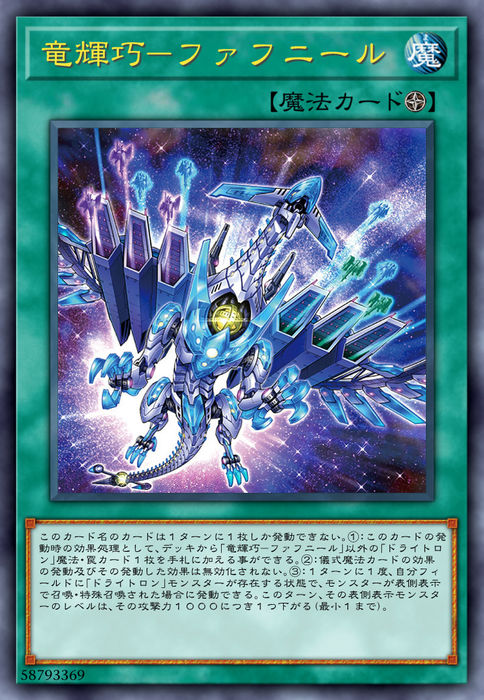 竜輝巧－ファフニール 魔
【魔法カード】
このカード名のカードは1ターンに1枚しか発動できない。①：このカードの発
動時の効果処理として、デッキから「竜輝巧－ファフニール」以外の「ドライトロ
ン」魔法・罠カード1枚を手札に加える事ができる。②：儀式魔法カードの効果
の発動及びその発動した効果は無効化されない。③：1ターンに1度、自分フィ
ールドに「ドライトロン」モンスターが存在する状態で、モンスターが表側表示
で召喚・特殊召喚された場合に発動できる。このターン、その表側表示モンスタ
ーのレベルは、その攻撃力1000につき1つ下がる（最小1まで）。
58793369